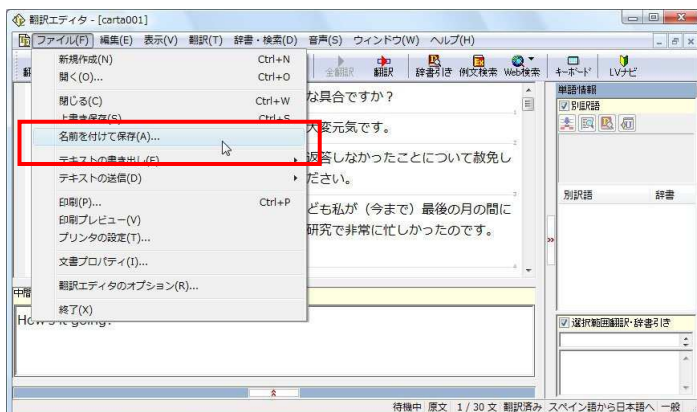 翻訳エディタ - [carta001]
ファイル(F) 編集(E) 表示(V) 翻訳(T) 辞書・検索(D) 音声(S) ウィンドウ(W) ヘルプ(H)
全翻訳 翻訳 辞書引き 例文検索 Web検索 キーボード LVナビ
新規作成(N) Ctrl+N
開く(O)... Ctrl+O
閉じる(C) Ctrl+W
上書き保存(S) Ctrl+S
名前を付けて保存(A)...
テキストの書き出し(E)
テキストの送信(D)
印刷(P)... Ctrl+P
印刷プレビュー(V)
プリンタの設定(T)...
文書プロパティ(I)...
翻訳エディタのオプション(R)...
終了(X)
な具合ですか?
大変元気です。
返答しなかったことについて赦免し
ださい。
ども私が（今まで）最後の月の間に
研究で非常に忙しかったのです。
単語情報
別訳語
別訳語 辞書
How's it going?
選択範囲翻訳・辞書引き
待機中 原文 1 / 30 文 翻訳済み スペイン語から日本語へ 一般